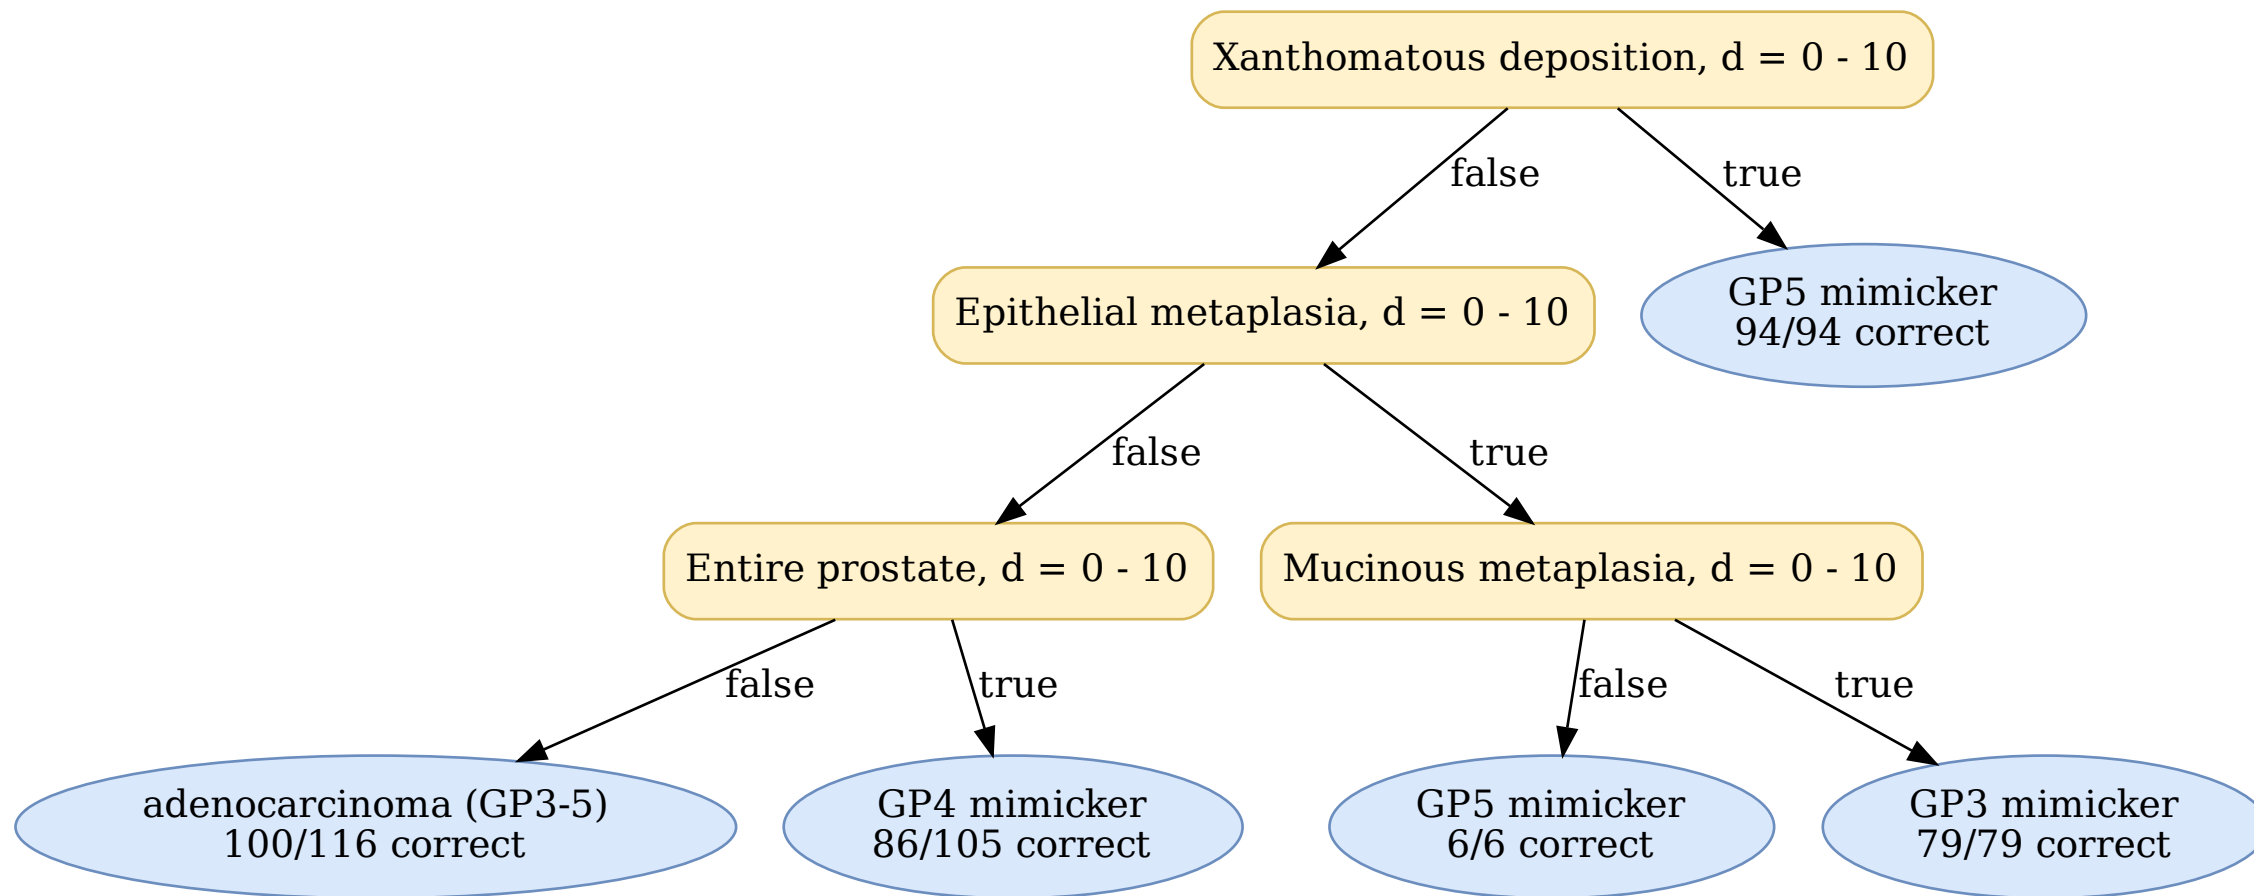 Xanthomatous deposition, d = 0 - 10
false
true
Epithelial metaplasia, d = 0 - 10
GP5 mimicker
94/94 correct
false
true
Entire prostate, d = 0 - 10
Mucinous metaplasia, d = 0 - 10
false
true
false
true
adenocarcinoma (GP3-5)
100/116 correct
GP4 mimicker
86/105 correct
GP5 mimicker
6/6 correct
GP3 mimicker
79/79 correct